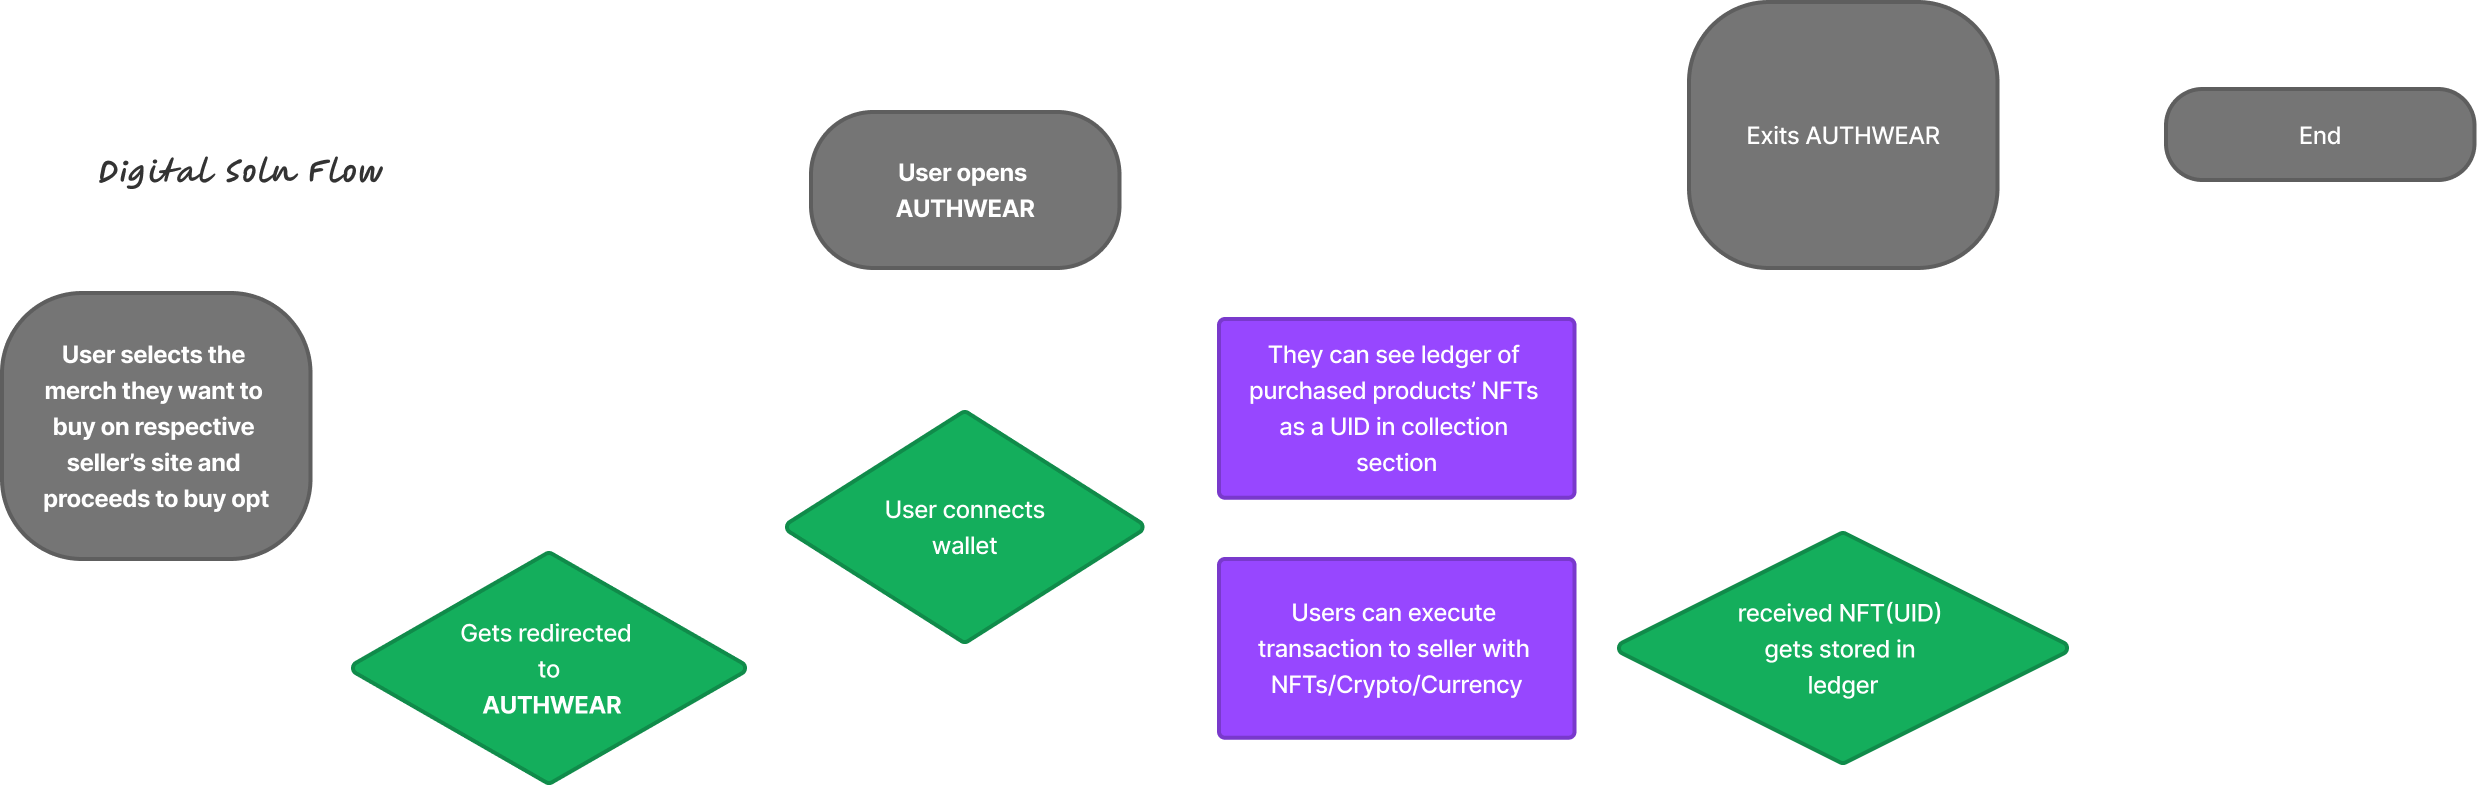 Digital Soln Flow
User selects the
merch they want to
buy on respective
seller’s site and
proceeds to buy opt
Gets redirected
to
AUTHWEAR
User opens
AUTHWEAR
User connects
wallet
They can see ledger of
purchased products’ NFTs
as a UID in collection
section
Users can execute
transaction to seller with
NFTs/Crypto/Currency
Exits AUTHWEAR
received NFT(UID)
gets stored in
ledger
End